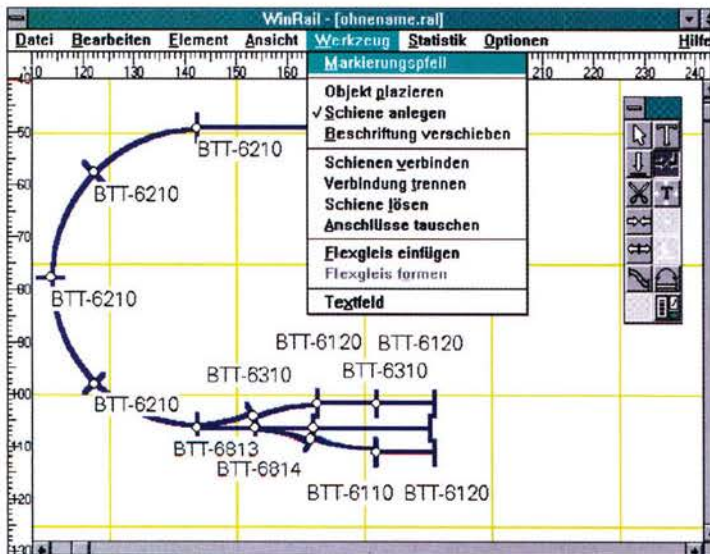 WinRail - [ohnename.ral]
Datei Bearbeiten Element Ansicht Werkzeug Statistik Optionen Hilfe
110 120 130 140 150 160 210 220 230 240
Markierungspfeil
Objekt plazieren
✓ Schiene anlegen
Beschriftung verschieben
Schienen verbinden
Verbindung trennen
Schiene lösen
Anschlüsse tauschen
Flexgleis einfügen
Flexgleis formen
Textfeld
40
50
60
70
80
90
100
110
120
130
BTT-6210 BTT-6210
BTT-6210
BTT-6210
BTT-6120 BTT-6120
BTT-6310 BTT-6310
BTT-6813
BTT-6814
BTT-6110 BTT-6120
T
T